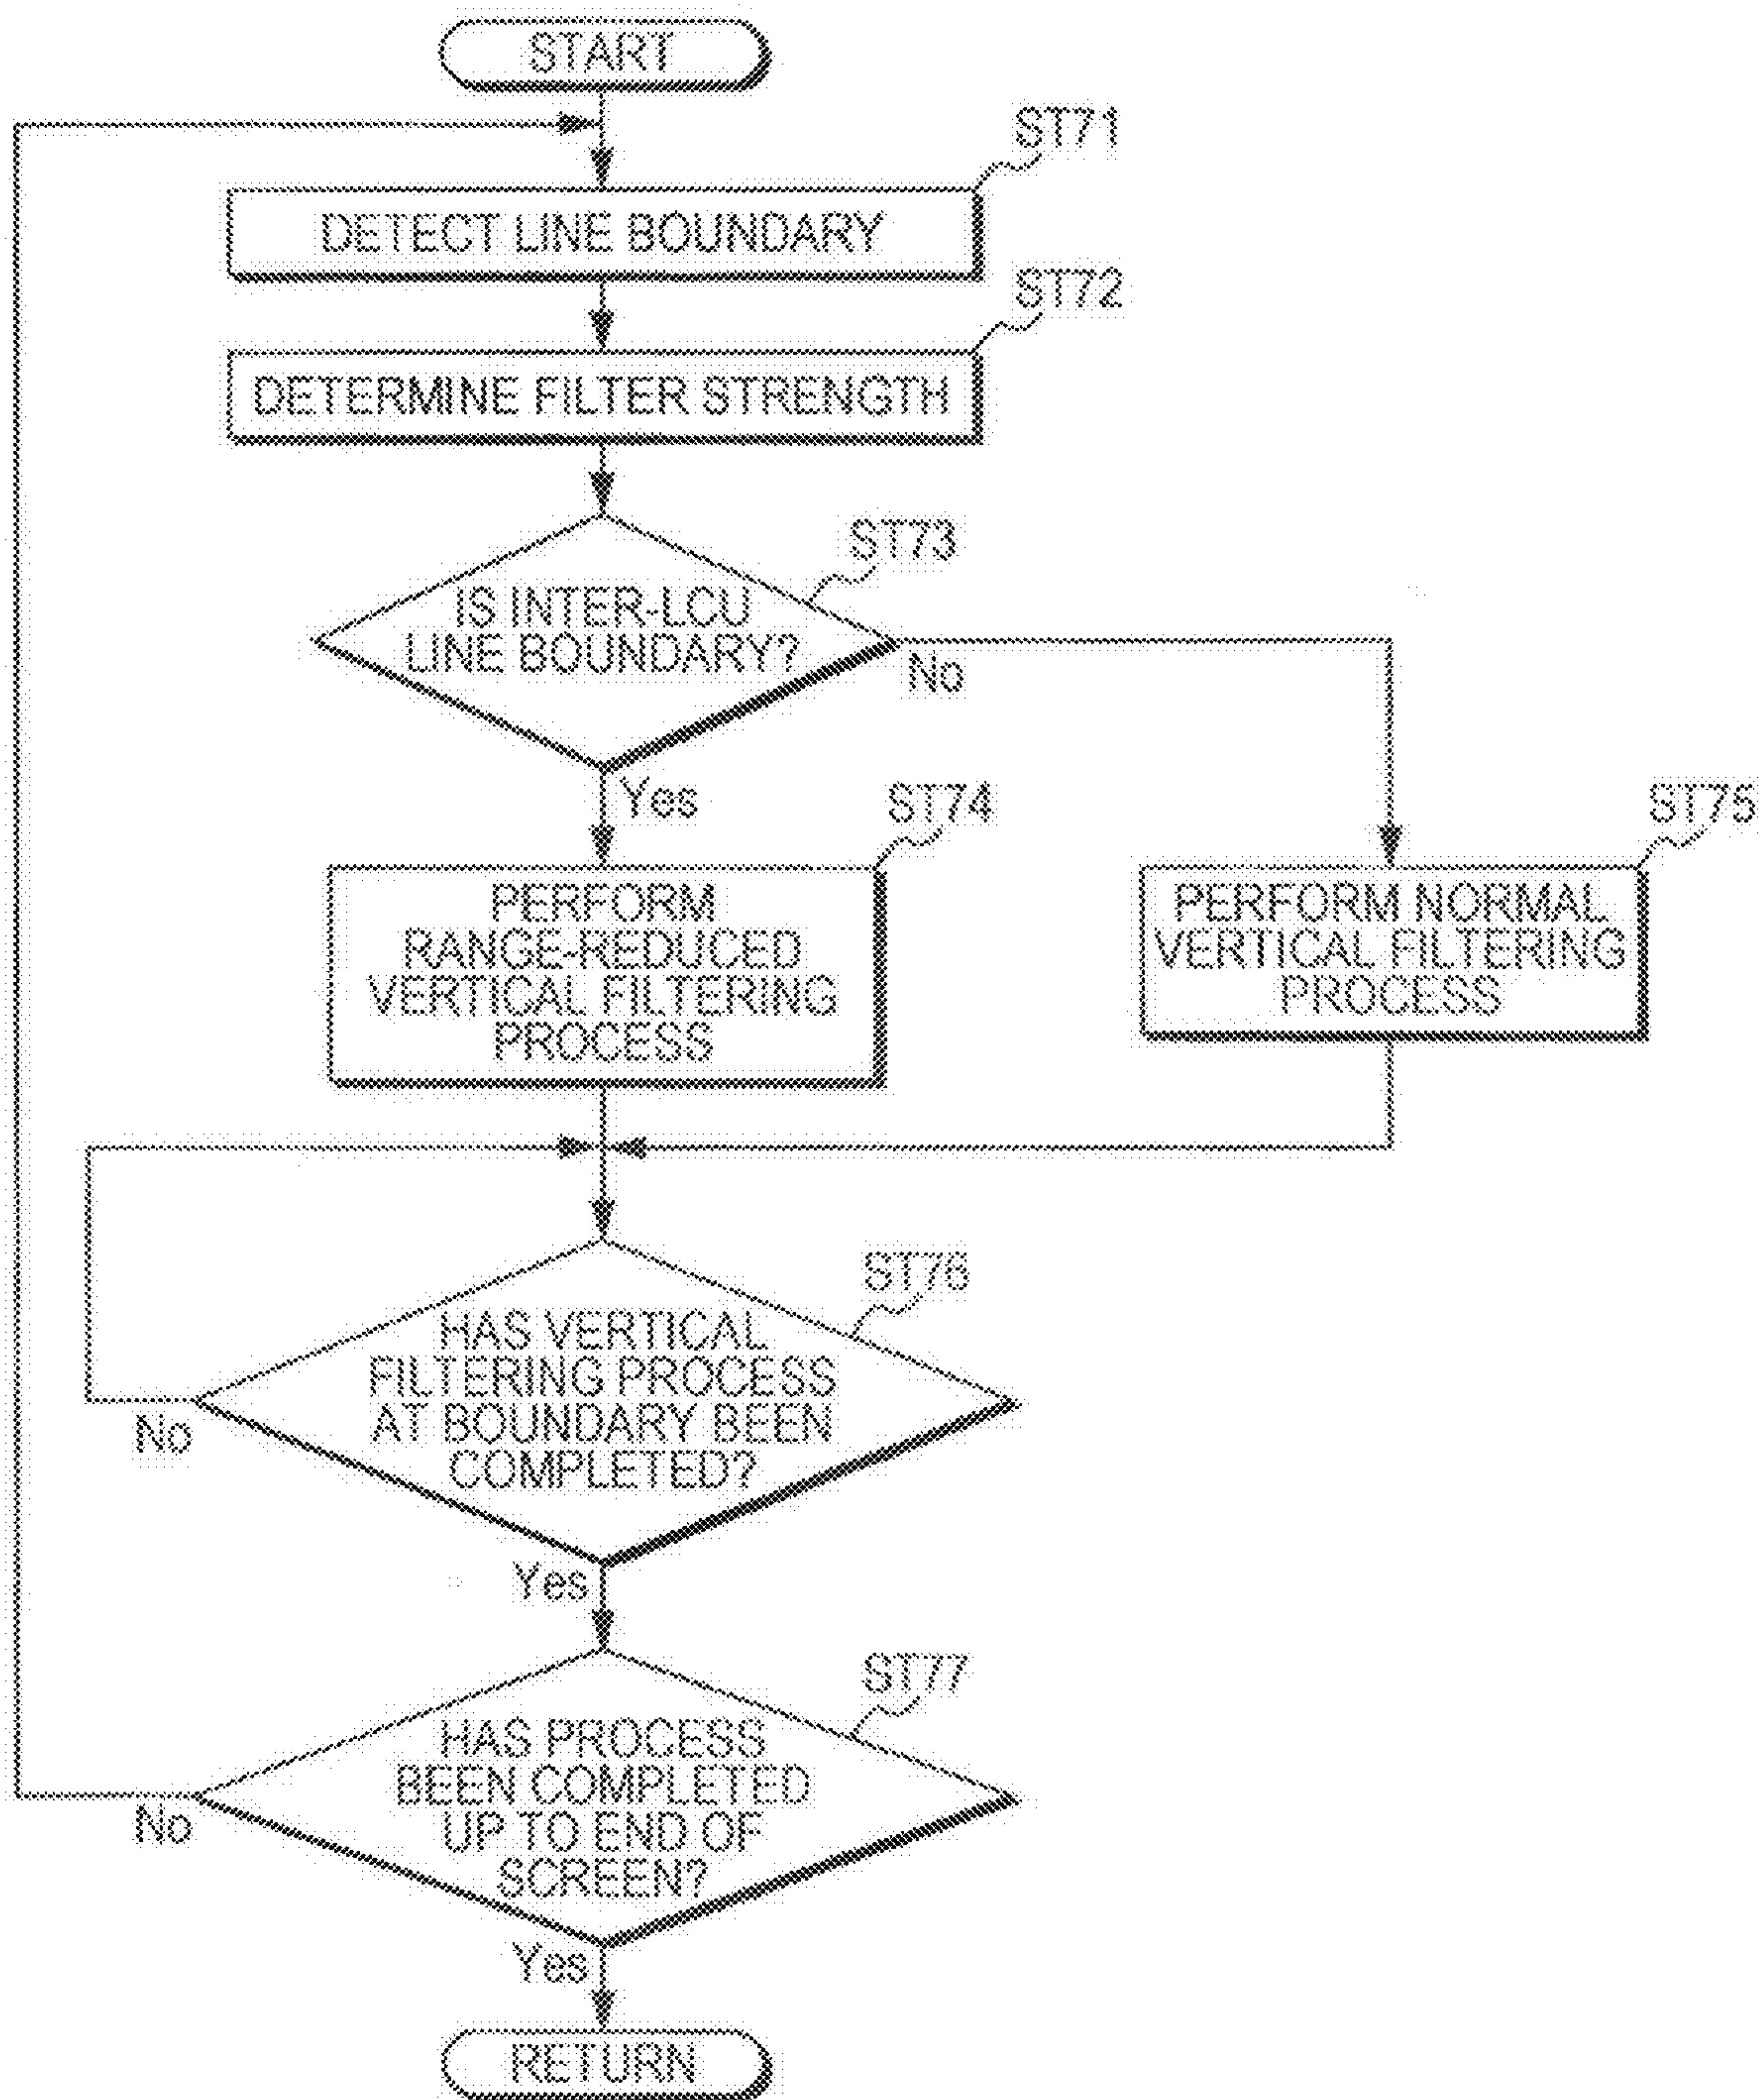 START
ST71
DETECT LINE BOUNDARY
ST72
DETERMINE FILTER STRENGTH
ST73
IS INTER-LCU
LINE BOUNDARY?
No
Yes
ST74
PERFORM
RANGE-REDUCED
VERTICAL FILTERING
PROCESS
ST75
PERFORM NORMAL
VERTICAL FILTERING
PROCESS
ST76
HAS VERTICAL
FILTERING PROCESS
AT BOUNDARY BEEN
COMPLETED?
No
Yes
ST77
HAS PROCESS
BEEN COMPLETED
UP TO END OF
SCREEN?
No
Yes
RETURN